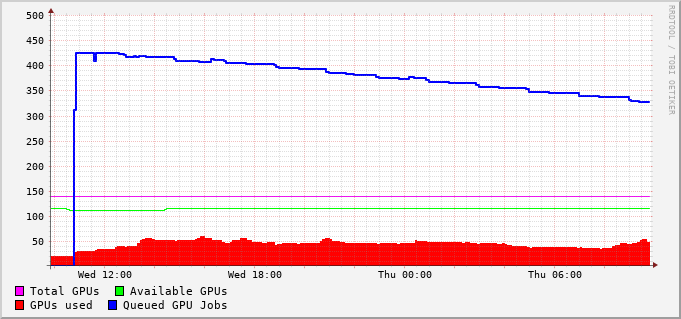 500
450
400
350
300
250
200
150
100
50
Wed 12:00 Wed 18:00 Thu 00:00 Thu 06:00
Total GPUs Available GPUs
GPUs used Queued GPU Jobs
RRDTOOL / TOBI OETIKER